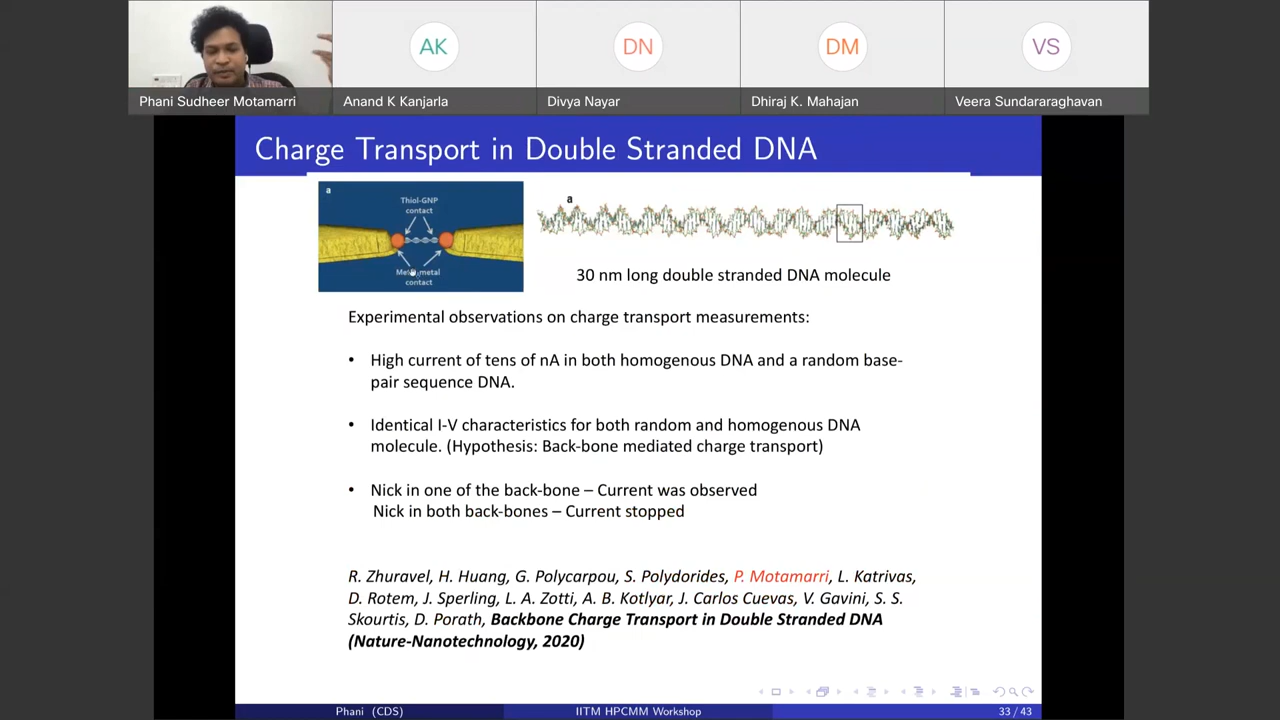 AK
DN
DM
VS
Phani Sudheer Motamarri
Anand K Kanjarla
Divya Nayar
Dhiraj K. Mahajan
Veera Sundararaghavan
Charge Transport in Double Stranded DNA
a
Thiol-GNP
contact
metal
contact
a
30 nm long double stranded DNA molecule
Experimental observations on charge transport measurements:
• High current of tens of nA in both homogenous DNA and a random base-
pair sequence DNA.
• Identical I-V characteristics for both random and homogenous DNA
molecule. (Hypothesis: Back-bone mediated charge transport)
• Nick in one of the back-bone – Current was observed
Nick in both back-bones – Current stopped
R. Zhuravel, H. Huang, G. Polycarpou, S. Polydorides, P. Motamarri, L. Katrivas,
D. Rotem, J. Sperling, L. A. Zotti, A. B. Kotlyar, J. Carlos Cuevas, V. Gavini, S. S.
Skourtis, D. Porath, Backbone Charge Transport in Double Stranded DNA
(Nature-Nanotechnology, 2020)
Phani (CDS)
IITM HPCMM Workshop
33 / 43